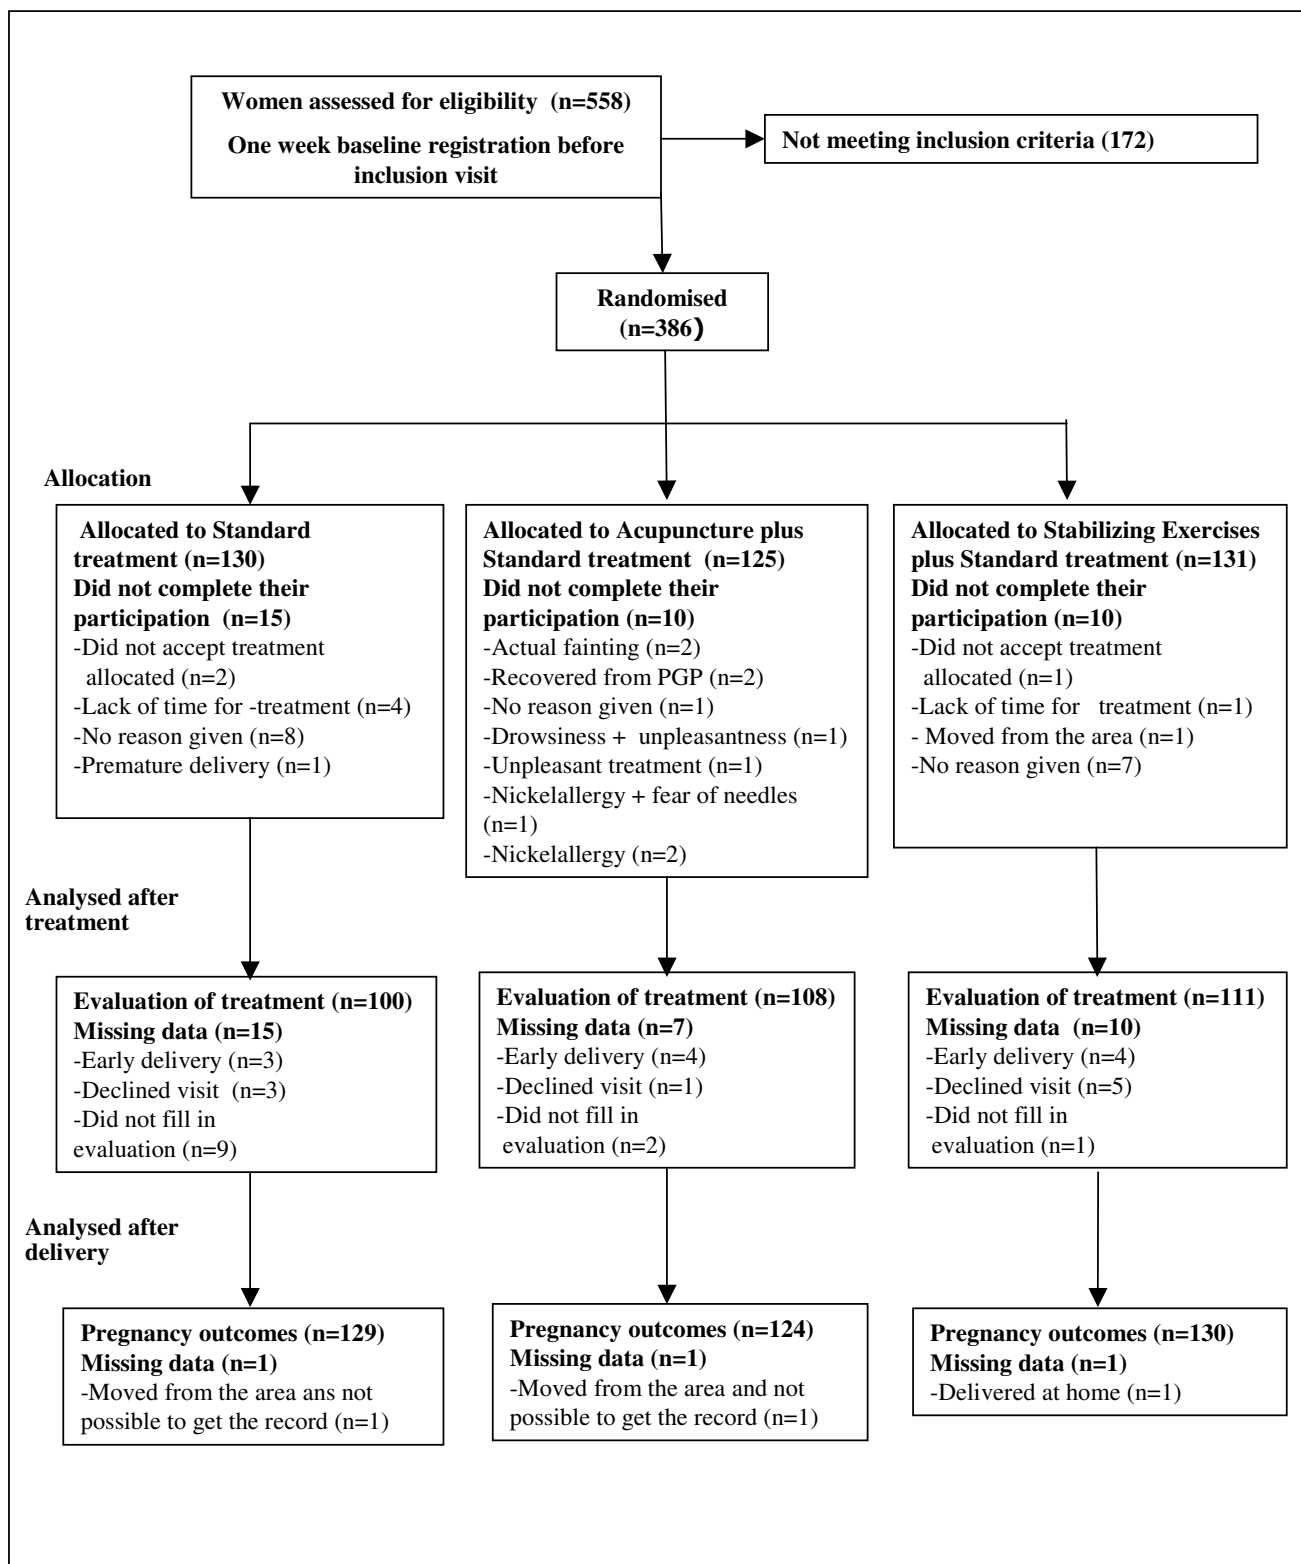 Women assessed for eligibility (n=558)
One week baseline registration before
inclusion visit
Not meeting inclusion criteria (172)
Randomised
(n=386)
Allocation
Allocated to Standard
treatment (n=130)
Did not complete their
participation (n=15)
-Did not accept treatment
allocated (n=2)
-Lack of time for -treatment (n=4)
-No reason given (n=8)
-Premature delivery (n=1)
Allocated to Acupuncture plus
Standard treatment (n=125)
Did not complete their
participation (n=10)
-Actual fainting (n=2)
-Recovered from PGP (n=2)
-No reason given (n=1)
-Drowsiness + unpleasantness (n=1)
-Unpleasant treatment (n=1)
-Nickelallergy + fear of needles
(n=1)
-Nickelallergy (n=2)
Allocated to Stabilizing Exercises
plus Standard treatment (n=131)
Did not complete their
participation (n=10)
-Did not accept treatment
allocated (n=1)
-Lack of time for treatment (n=1)
- Moved from the area (n=1)
-No reason given (n=7)
Analysed after
treatment
Evaluation of treatment (n=100)
Missing data (n=15)
-Early delivery (n=3)
-Declined visit (n=3)
-Did not fill in
evaluation (n=9)
Evaluation of treatment (n=108)
Missing data (n=7)
-Early delivery (n=4)
-Declined visit (n=1)
-Did not fill in
evaluation (n=2)
Evaluation of treatment (n=111)
Missing data (n=10)
-Early delivery (n=4)
-Declined visit (n=5)
-Did not fill in
evaluation (n=1)
Analysed after
delivery
Pregnancy outcomes (n=129)
Missing data (n=1)
-Moved from the area ans not
possible to get the record (n=1)
Pregnancy outcomes (n=124)
Missing data (n=1)
-Moved from the area and not
possible to get the record (n=1)
Pregnancy outcomes (n=130)
Missing data (n=1)
-Delivered at home (n=1)